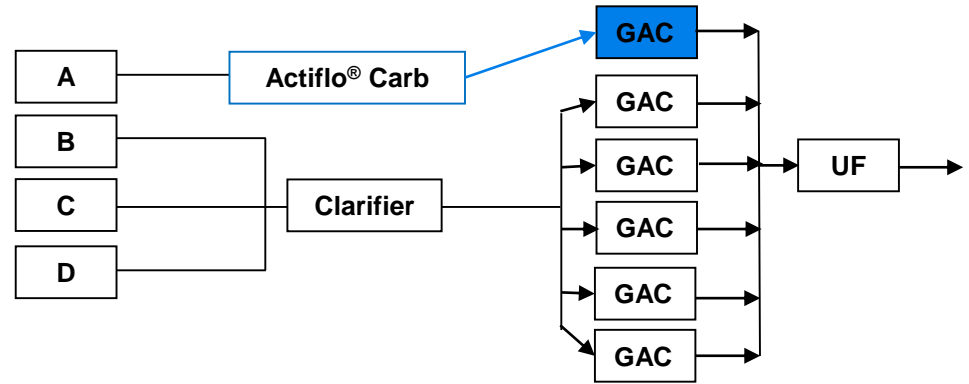 GAC
A
Actiflo® Carb
GAC
B
GAC
UF
C
Clarifier
GAC
D
GAC
GAC